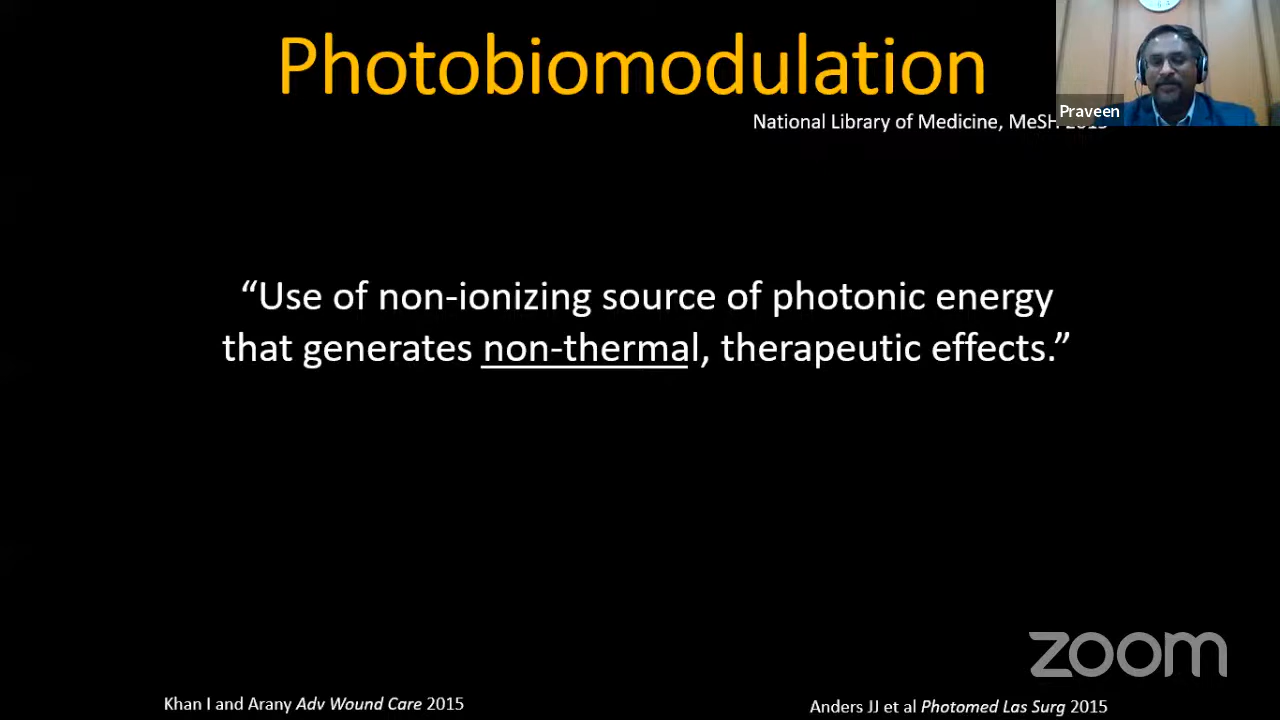 Photobiomodulation
Praveen
National Library of Medicine, MeSH 2015
“Use of non-ionizing source of photonic energy
that generates non-thermal, therapeutic effects.”
zoom
Khan I and Arany Adv Wound Care 2015
Anders JJ et al Photomed Las Surg 2015